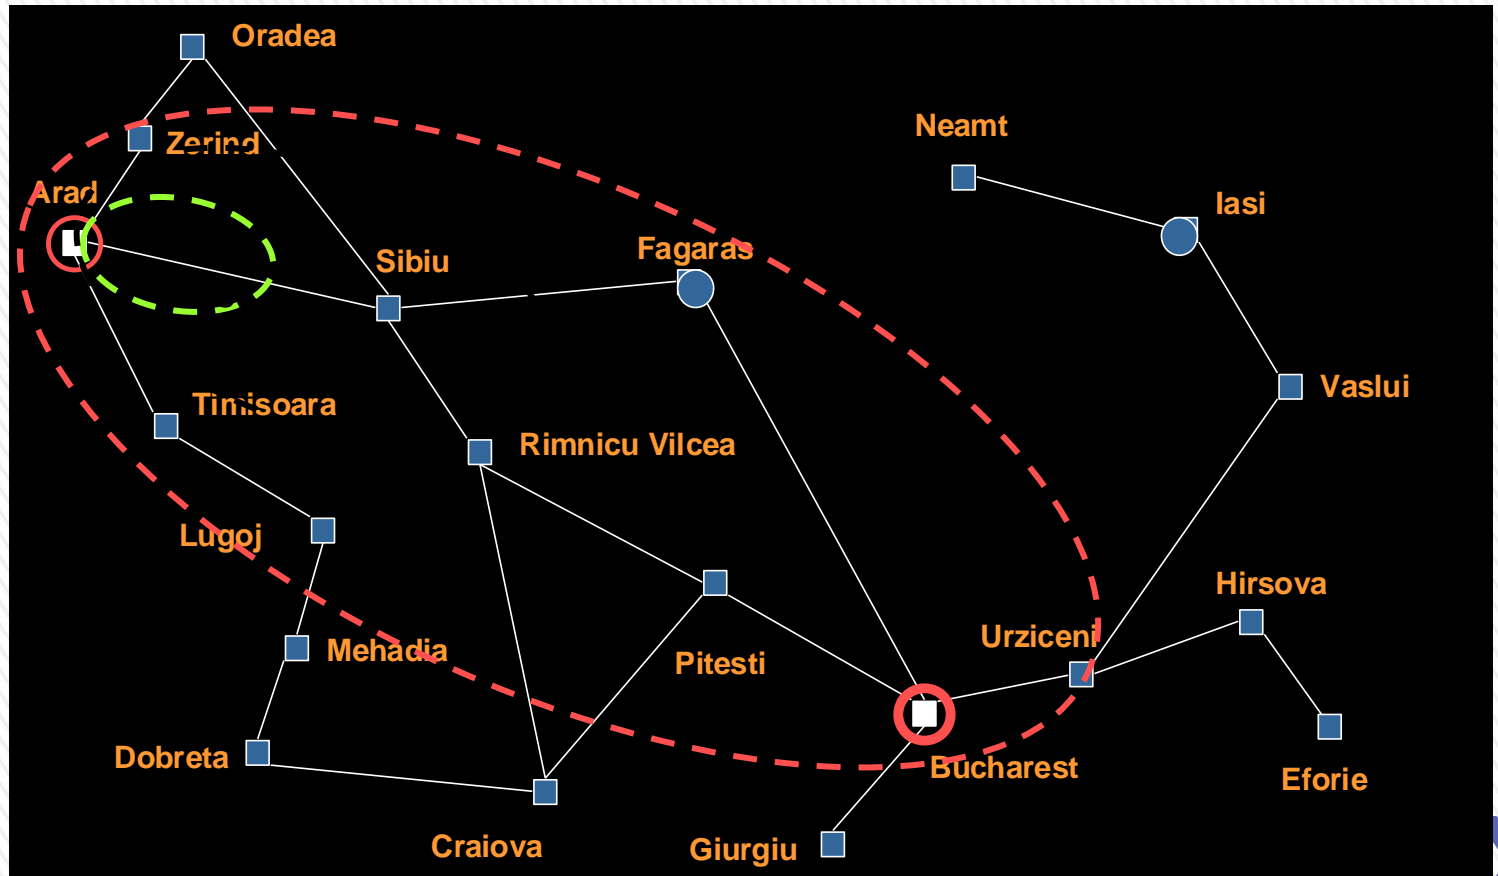 Oradea
Neamt
Zerind
Arad
Iasi
Fagaras
Sibiu
Vaslui
Timisoara
Rimnicu Vilcea
Lugoj
Hirsova
Urziceni
Mehadia
Pitesti
Dobreta
Bucharest
Eforie
Craiova
Giurgiu